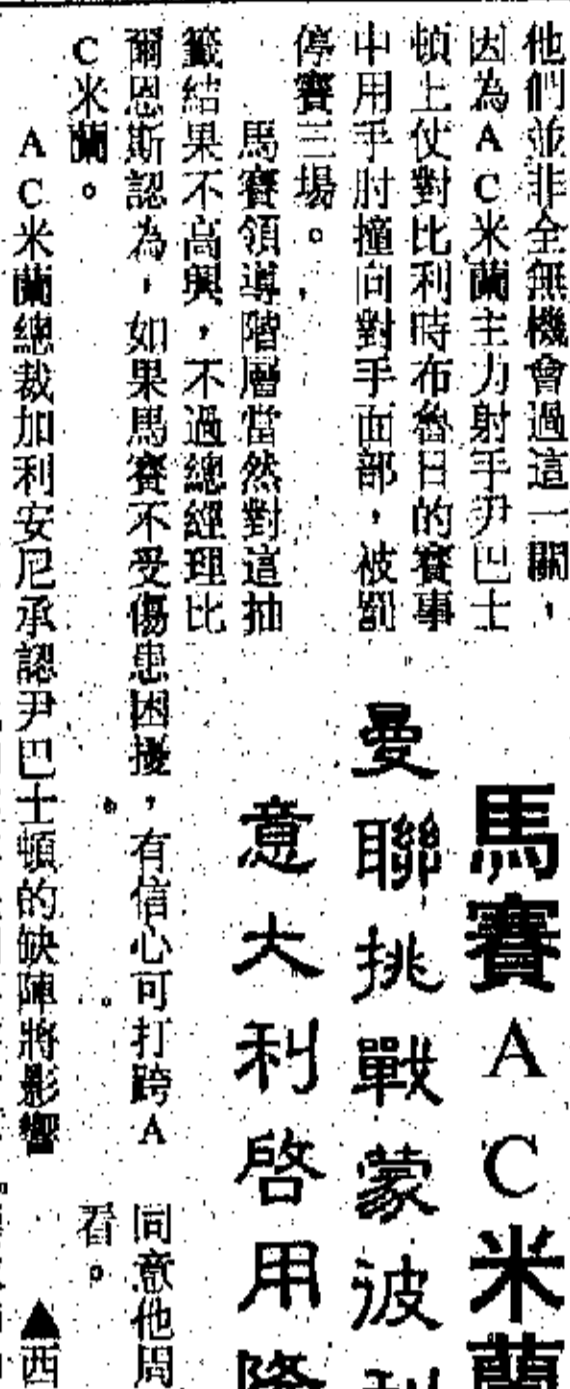 他們並非全無機會過這一關，
因為AC米蘭主力射手尹巴士
頓上仗對比利時布魯日的賽事
中用手肘撞向對手面部，被罰
停賽三場。
馬賽領導階層當然對這抽
籤結果不高興，不過總經理比
爾恩斯認為，如果馬賽不受傷患困擾，有信心可打跨A
C米蘭。
AC米蘭總裁加利安尼承認尹巴士頓的缺陣將影響
馬賽AC米蘭
曼聯挑戰蒙彼利
意大利啓用
同意他周
看。
▲西